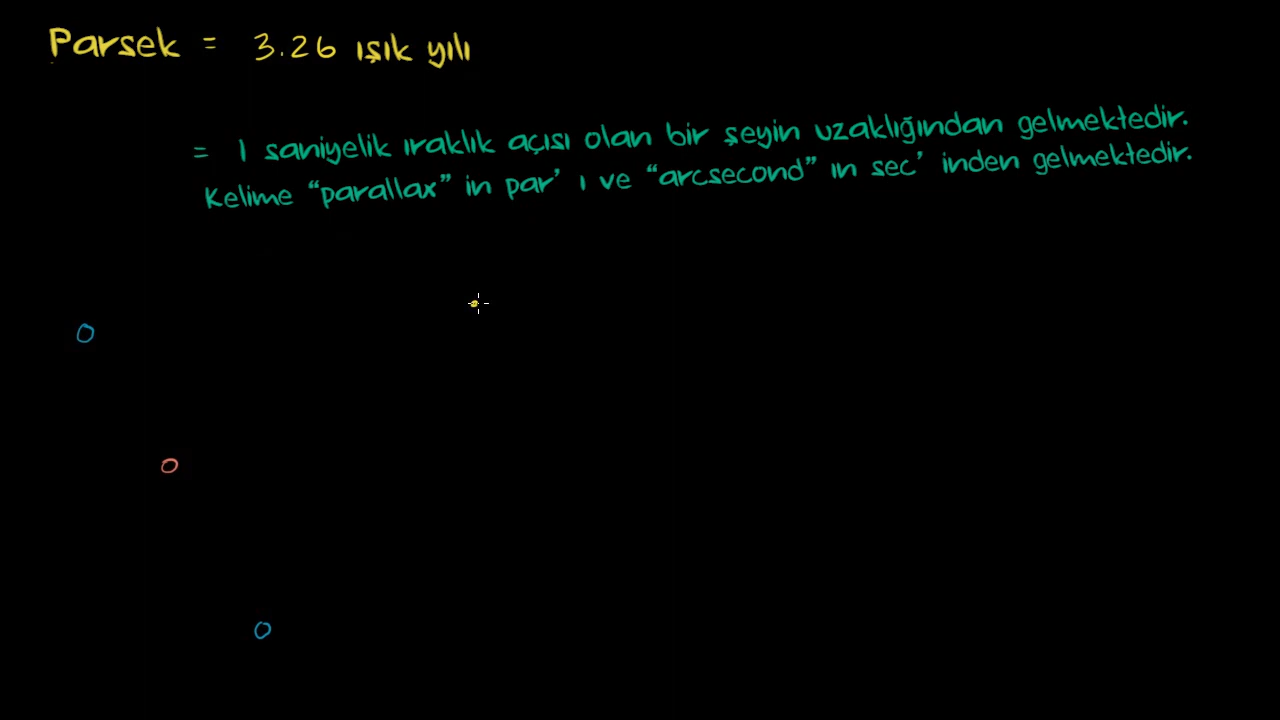 Parsek = 3.26 ışık yılı
= 1 saniyelik ıraklık açısı olan bir şeyin uzaklığından gelmektedir.
Kelime "parallax" in par' ı ve "arcsecond" ın sec' inden gelmektedir.